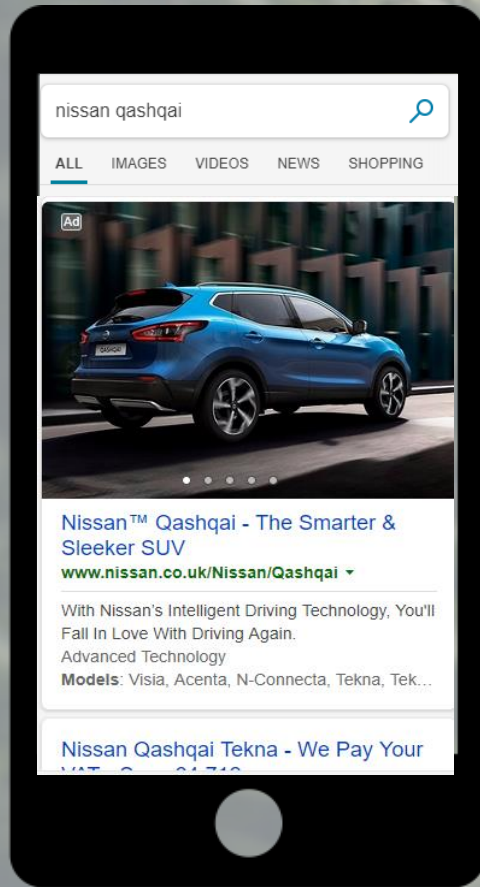 nissan qashqai
ALL IMAGES VIDEOS NEWS SHOPPING
Ad
QASHQAI
Nissan™ Qashqai - The Smarter &
Sleeker SUV
www.nissan.co.uk/Nissan/Qashqai
With Nissan's Intelligent Driving Technology, You'll
Fall In Love With Driving Again.
Advanced Technology
Models: Visia, Acenta, N-Connecta, Tekna, Tek...
Nissan Qashqai Tekna - We Pay Your